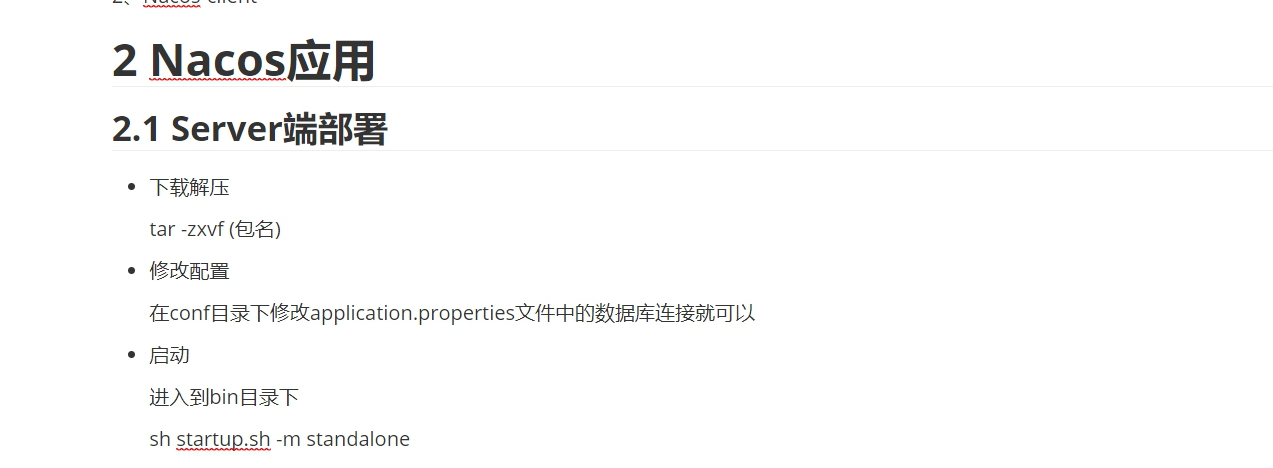 2、Nacos client
2 Nacos应用
2.1 Server端部署
下载解压
tar -zxvf (包名)
修改配置
在conf目录下修改application.properties文件中的数据库连接就可以
启动
进入到bin目录下
sh startup.sh -m standalone